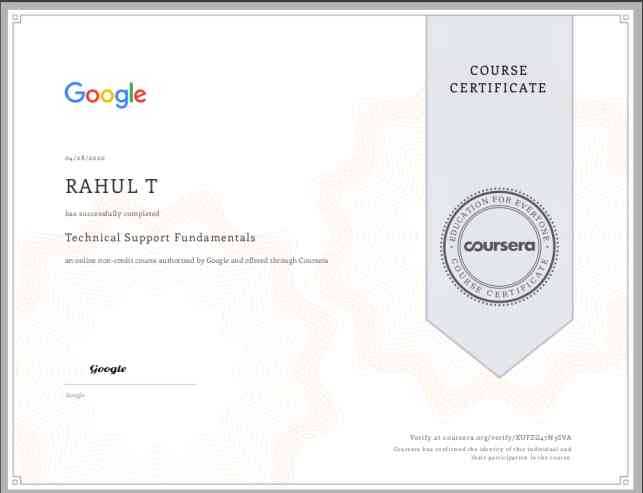 COURSE
CERTIFICATE
Google
04/28/2020
RAHUL T
has successfully completed
Technical Support Fundamentals
an online non-credit course authorized by Google and offered through Coursera
EDUCATION FOR EVERYONE
coursera
COURSE CERTIFICATE
Google
Google
Verify at coursera.org/verify/
Coursera has confirmed the identity of this individual and
their participation in the course.